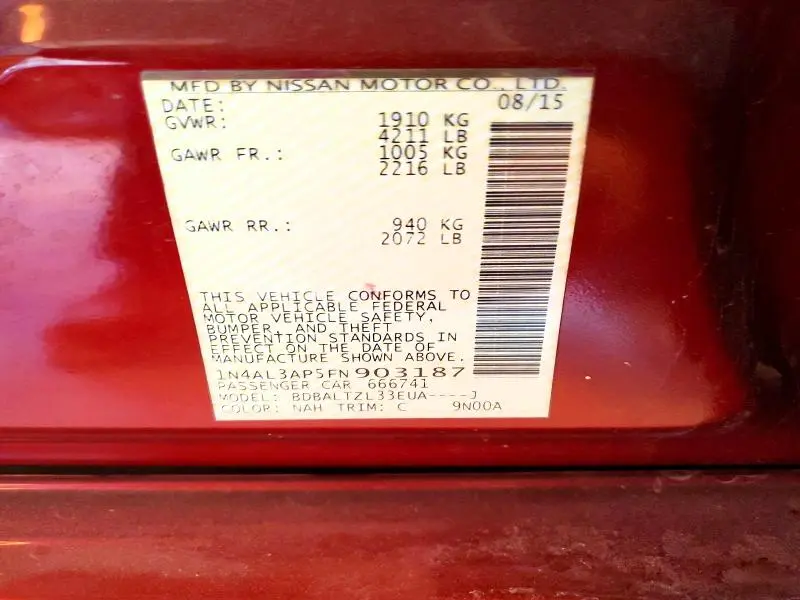 MFD BY NISSAN MOTOR CO., LTD.
DATE: 08/15
GVWR: 1910 KG
4211 LB
GAWR FR.: 1005 KG
2216 LB
GAWR RR.: 940 KG
2072 LB
THIS VEHICLE CONFORMS TO
ALL APPLICABLE FEDERAL
MOTOR VEHICLE SAFETY,
BUMPER, AND THEFT
PREVENTION STANDARDS IN
EFFECT ON THE DATE OF
MANUFACTURE SHOWN ABOVE.
1N4AL3AP5FN903187
PASSENGER CAR 666741
MODEL: BDBALTZL33EUA----J
COLOR: NAH TRIM: C 9N00A